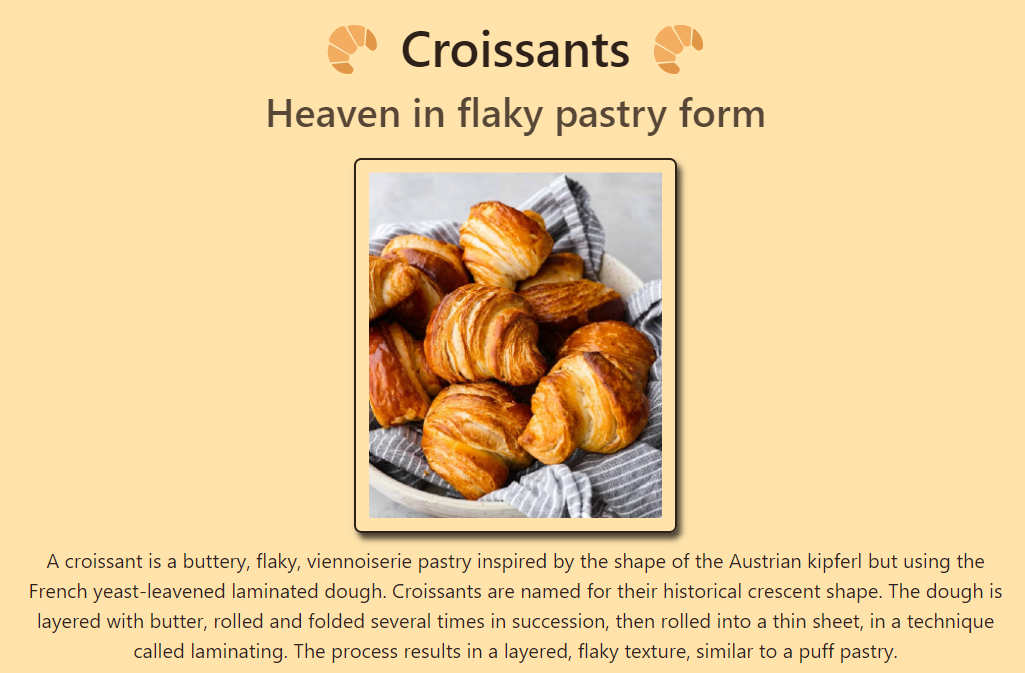 Croissants
Heaven in flaky pastry form
A croissant is a buttery, flaky, viennoiserie pastry inspired by the shape of the Austrian kipferl but using the
French yeast-leavened laminated dough. Croissants are named for their historical crescent shape. The dough is
layered with butter, rolled and folded several times in succession, then rolled into a thin sheet, in a technique
called laminating. The process results in a layered, flaky texture, similar to a puff pastry.